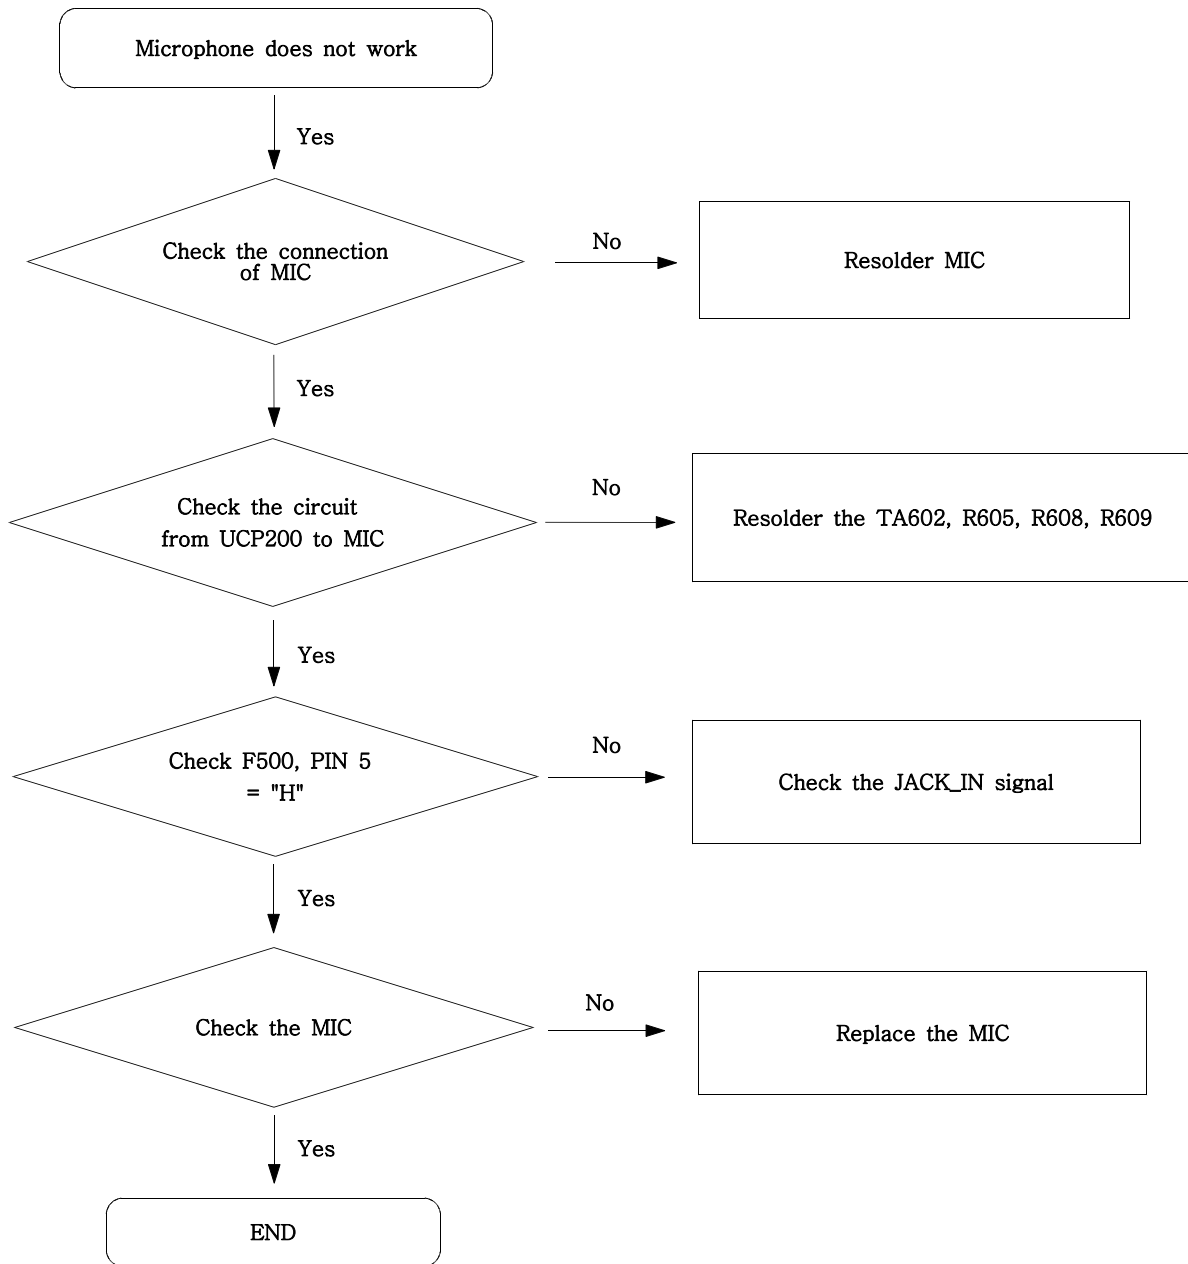 Microphone does not work
Yes
Check the connection
of MIC
No
Resolder MIC
Yes
Check the circuit
from UCP200 to MIC
No
Resolder the TA602, R605, R608, R609
Yes
Check F500, PIN 5
= "H"
No
Check the JACK_IN signal
Yes
Check the MIC
No
Replace the MIC
Yes
END